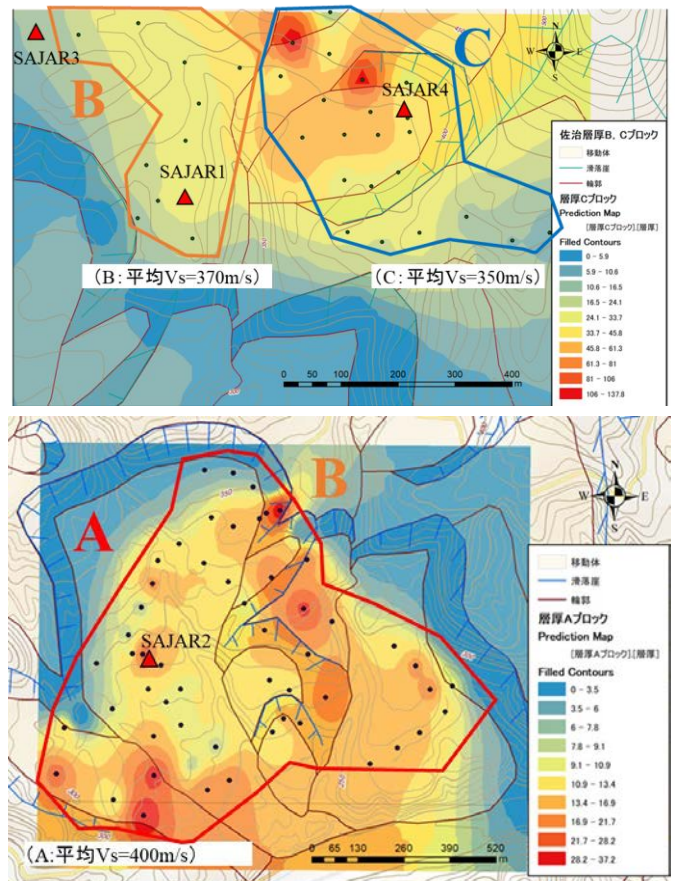 SAJAR3
B
SAJAR1
C
SAJAR4
N
W
E
S
佐治層厚B, Cブロック
移動体
滑落崖
輪郭
層厚Cブロック
Prediction Map
[層厚Cブロック].[層厚]
Filled Contours
0 - 5.9
5.9 - 10.6
10.6 - 16.5
16.5 - 24.1
24.1 - 33.7
33.7 - 45.8
45.8 - 61.3
61.3 - 81
81 - 106
106 - 137.8
(B:平均Vs=370m/s)
(C:平均Vs=350m/s)
0 50 100 200 300 400
m
A
B
SAJAR2
N
W
E
S
移動体
滑落崖
輪郭
層厚Aブロック
Prediction Map
[層厚Aブロック].[層厚]
Filled Contours
0 - 3.5
3.5 - 6
6 - 7.8
7.8 - 9.1
9.1 - 10.9
10.9 - 13.4
13.4 - 16.9
16.9 - 21.7
21.7 - 28.2
28.2 - 37.2
(A:平均Vs=400m/s)
0 65 130 260 390 520
m